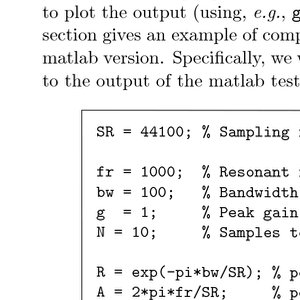 to plot the output (using, e.g.,
section gives an example of
matlab version. Specifically, we
to the output of the matlab test
SR = 44100; % Sampling
fr = 1000; % Resonant
bw = 100; % Bandwidth
g = 1; % Peak gain
N = 10; % Samples
R = exp(-pi*bw/SR); %
A = 2*pi*fr/SR; %